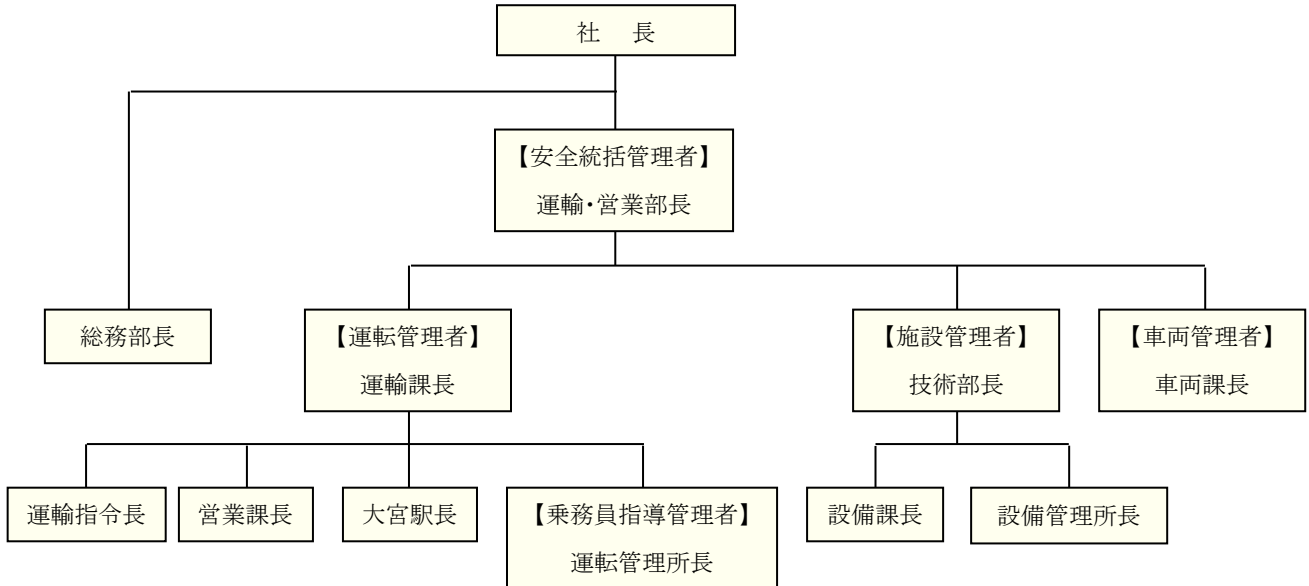 社 長
【安全統括管理者】
運輸・営業部長
総務部長
【運転管理者】
運輸課長
【施設管理者】
技術部長
【車両管理者】
車両課長
運輸指令長
営業課長
大宮駅長
【乗務員指導管理者】
運転管理所長
設備課長
設備管理所長